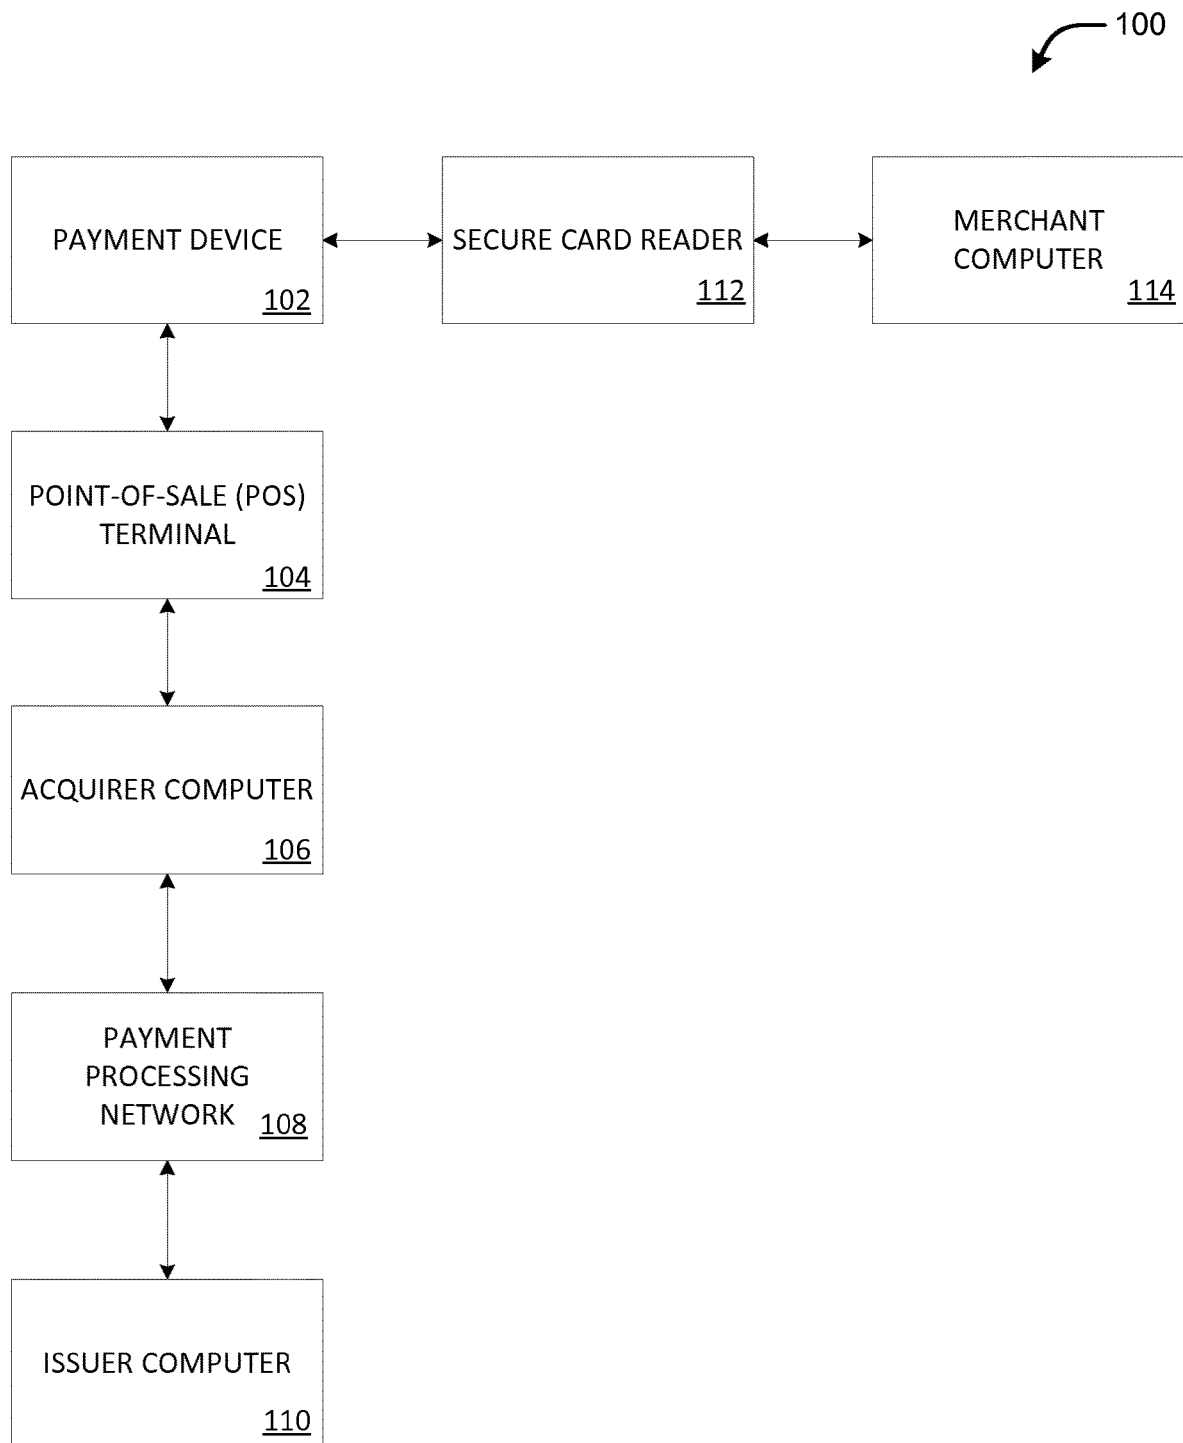 100
PAYMENT DEVICE
102
SECURE CARD READER
112
MERCHANT
COMPUTER
114
POINT-OF-SALE (POS)
TERMINAL
104
ACQUIRER COMPUTER
106
PAYMENT
PROCESSING
NETWORK
108
ISSUER COMPUTER
110